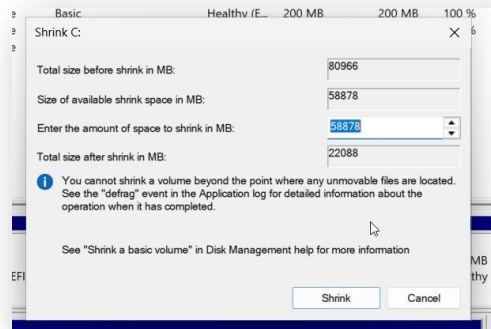 e Basic Healthy (E... 200 MB 200 MB 100 %
e Shrink C: %
e
Total size before shrink in MB: 80966
Size of available shrink space in MB: 58878
Enter the amount of space to shrink in MB: 58878
Total size after shrink in MB: 22088
You cannot shrink a volume beyond the point where any unmovable files are located.
See the "defrag" event in the Application log for detailed information about the
operation when it has completed.
See "Shrink a basic volume" in Disk Management help for more information
MB
EFI thy
Shrink Cancel